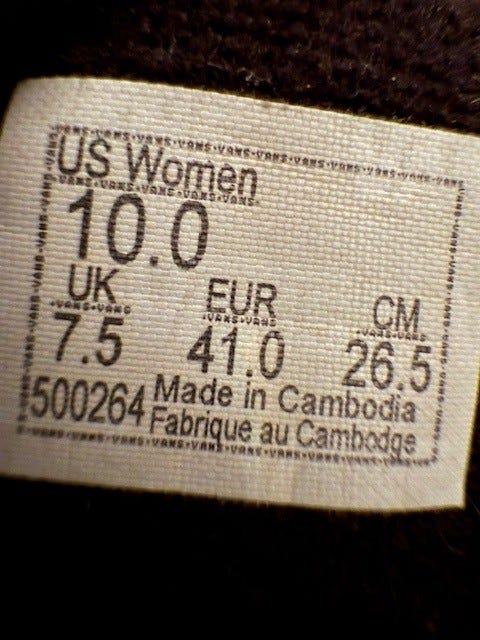 US Women
10.0
UK EUR CM
7.5 41.0 26.5
500264 Made in Cambodia
Fabrique au Cambodge